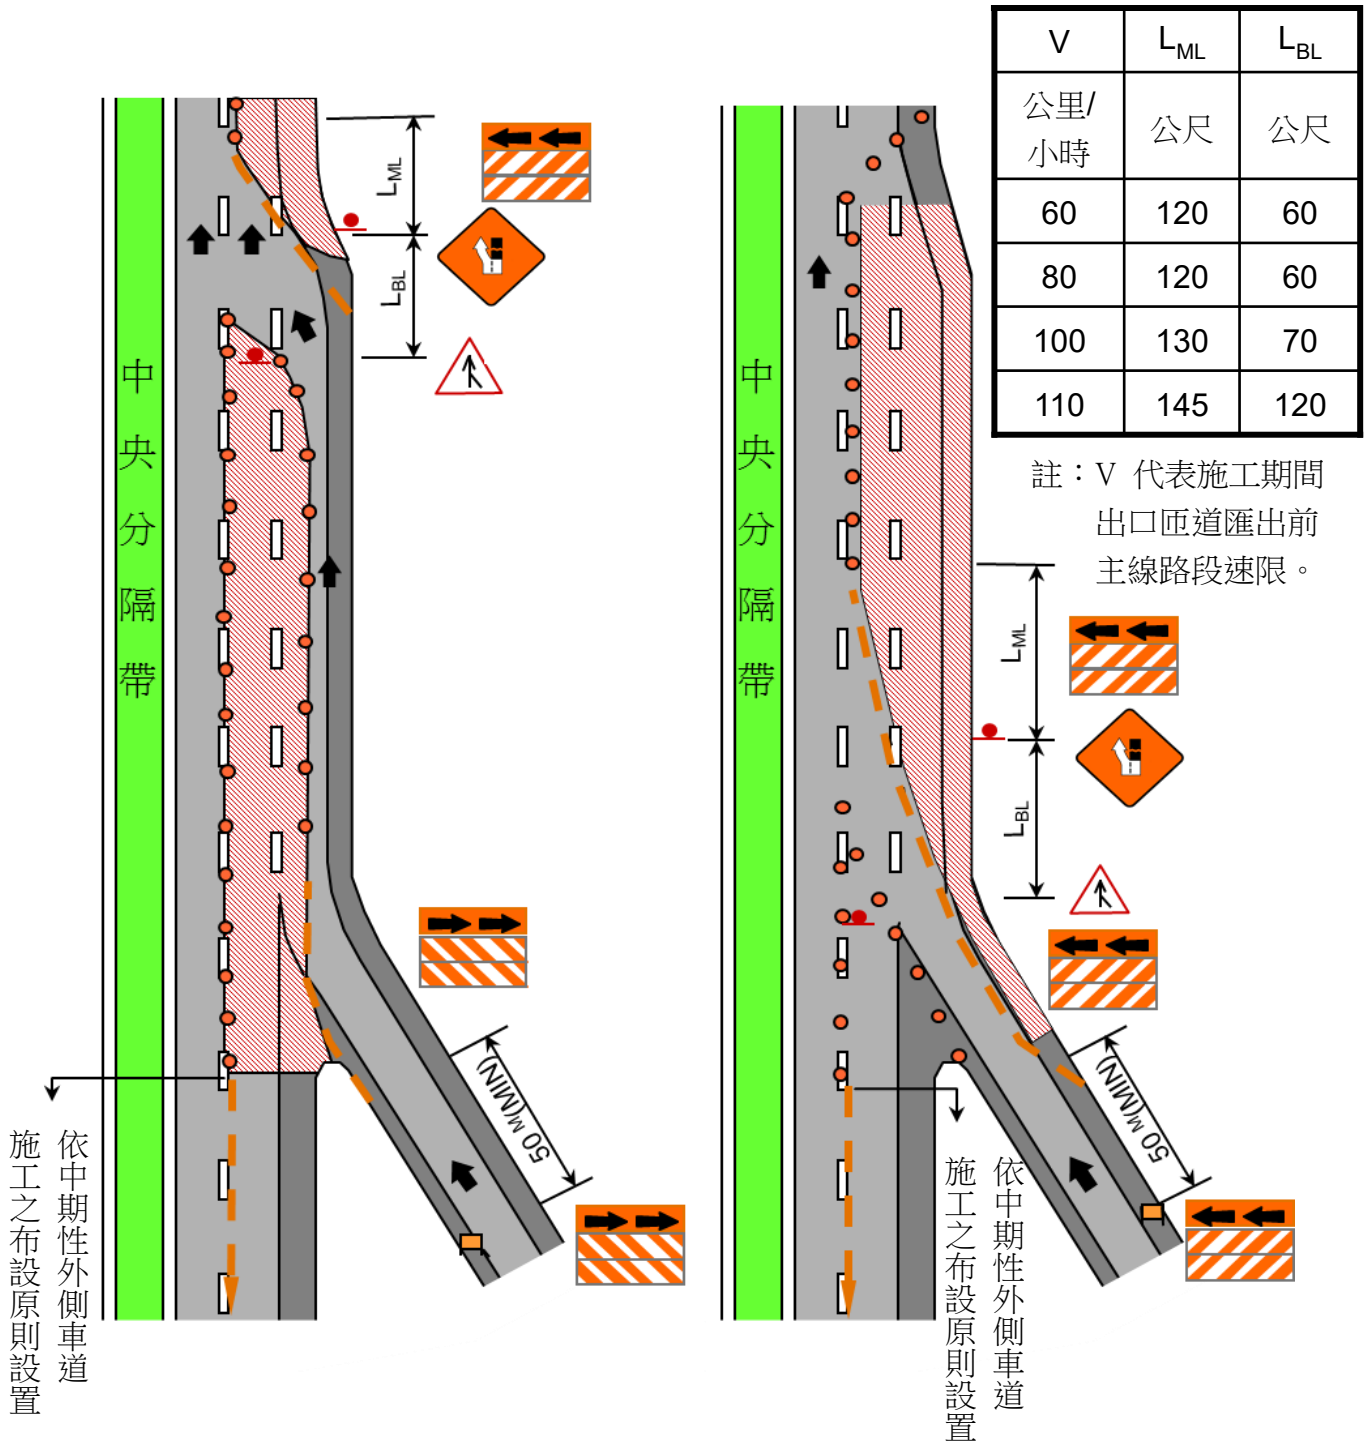 V L_ML L_BL
公里/小時 公尺 公尺
60 120 60
80 120 60
100 130 70
110 145 120
註：V 代表施工期間
出口匝道匯出前
主線路段速限。
中央分隔帶
L_ML
L_BL
50 M(MIN)
依中期性外側車道
施工之布設原則設置
中央分隔帶
L_ML
L_BL
50 M(MIN)
依中期性外側車道
施工之布設原則設置